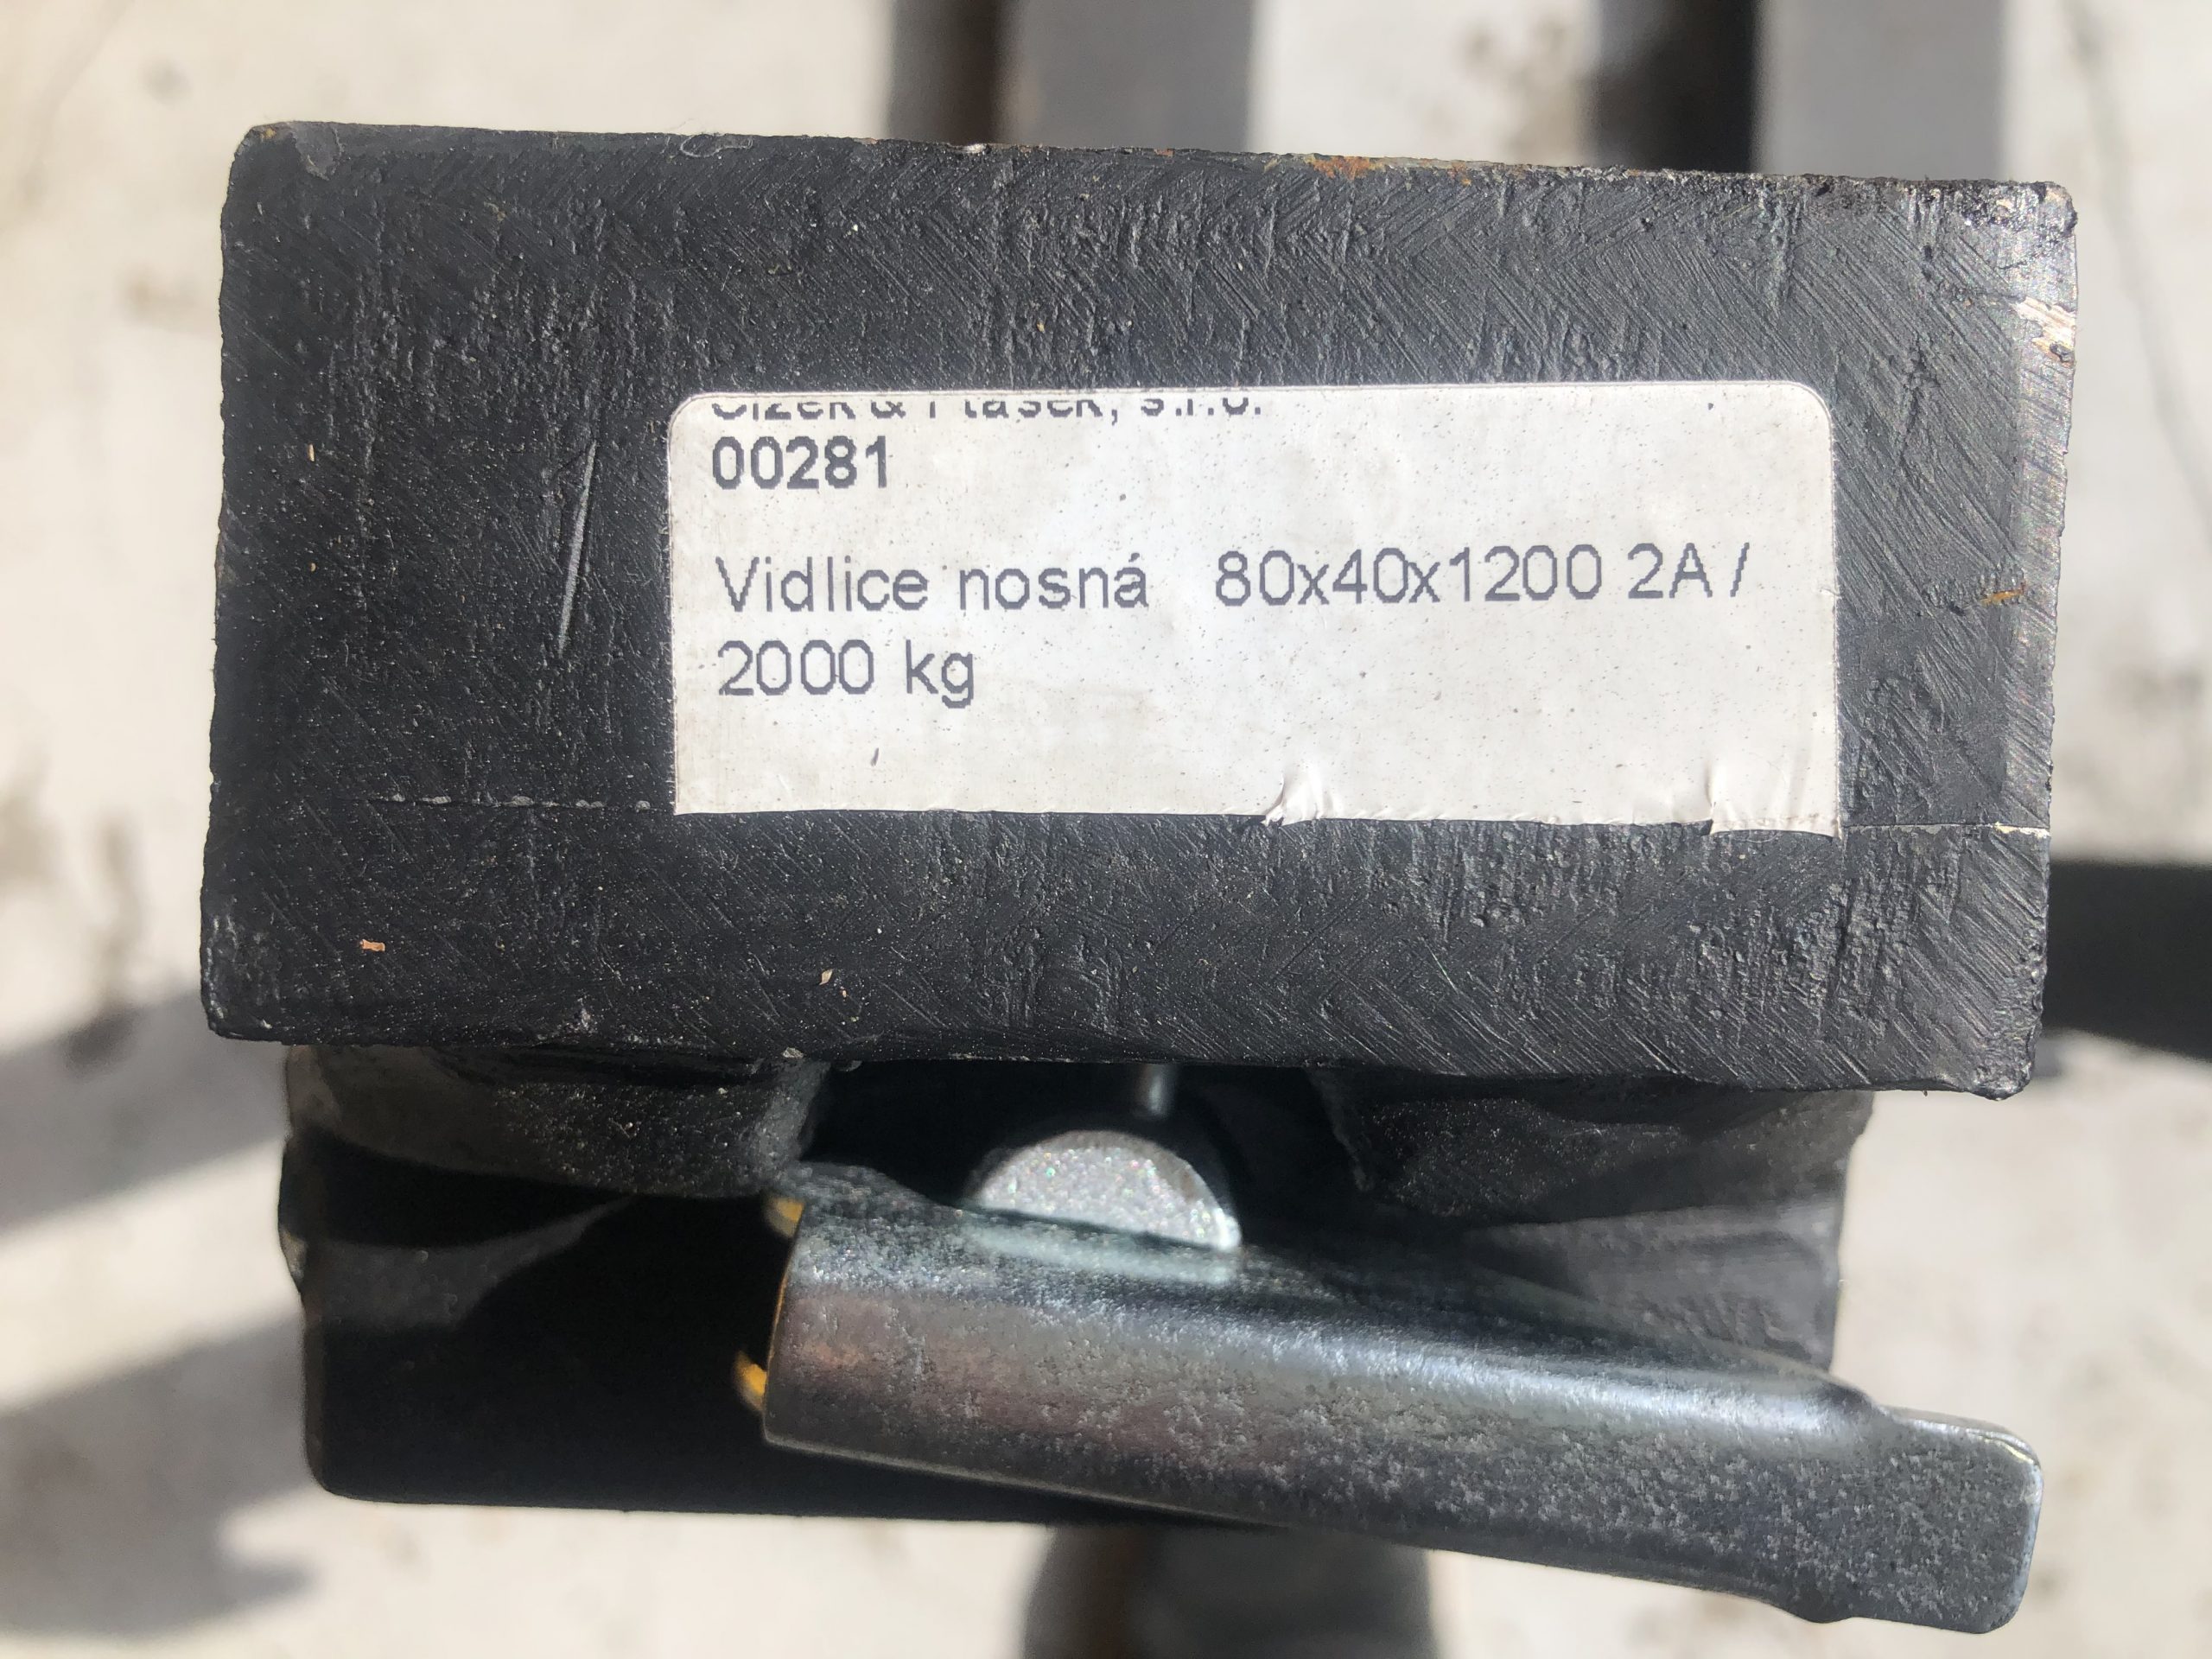 s.r.o.
00281
Vidlice nosná 80x40x1200 2A /
2000 kg